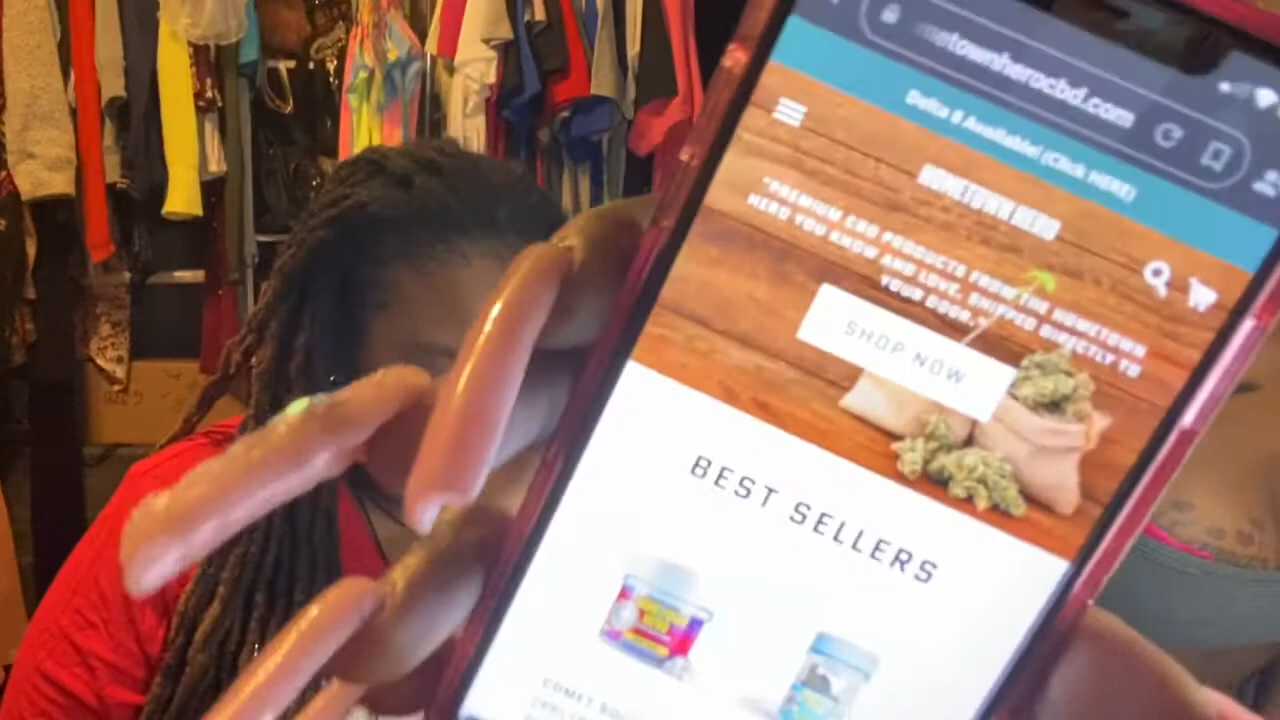 etownherocbd.com
Delta 8 Available! (Click HERE)
HOMETOWN HERO
"PREMIUM CBD PRODUCTS FROM THE HOMETOWN
HERO YOU KNOW AND LOVE. SHIPPED DIRECTLY TO
YOUR DOOR."
SHOP NOW
BEST SELLERS